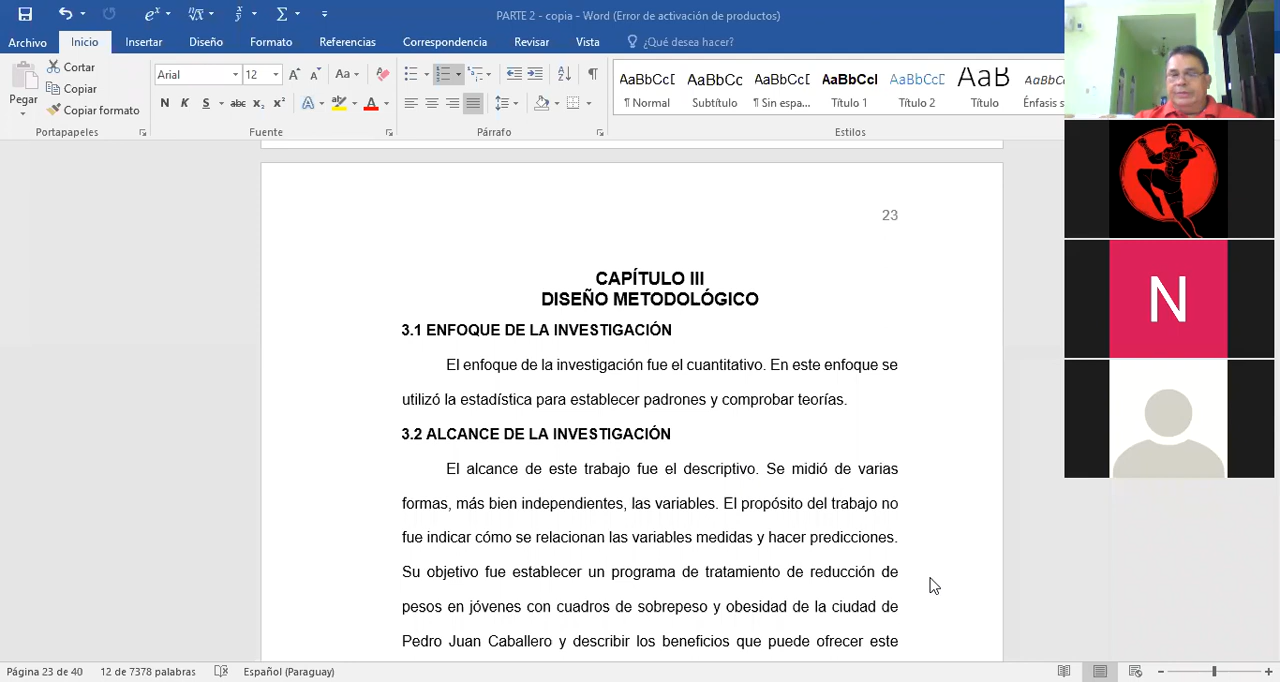 PARTE 2 - copia - Word (Error de activación de productos)
Archivo Inicio Insertar Diseño Formato Referencias Correspondencia Revisar Vista ¿Qué desea hacer?
Pegar
Cortar
Copiar
Copiar formato
Portapapeles
Arial 12
Aa
N K S abc x₂ x²
Fuente
Párrafo
AaBbCcD AaBbCc AaBbCcD AaBbCcI AaBbCcD AaB AaBbCc
¶ Normal Subtítulo ¶ Sin espa... Título 1 Título 2 Título Énfasis s
Estilos
23
CAPÍTULO III
DISEÑO METODOLÓGICO
3.1 ENFOQUE DE LA INVESTIGACIÓN
El enfoque de la investigación fue el cuantitativo. En este enfoque se
utilizó la estadística para establecer padrones y comprobar teorías.
3.2 ALCANCE DE LA INVESTIGACIÓN
El alcance de este trabajo fue el descriptivo. Se midió de varias
formas, más bien independientes, las variables. El propósito del trabajo no
fue indicar cómo se relacionan las variables medidas y hacer predicciones.
Su objetivo fue establecer un programa de tratamiento de reducción de
pesos en jóvenes con cuadros de sobrepeso y obesidad de la ciudad de
Pedro Juan Caballero y describir los beneficios que puede ofrecer este
N
Página 23 de 40 12 de 7378 palabras Español (Paraguay)